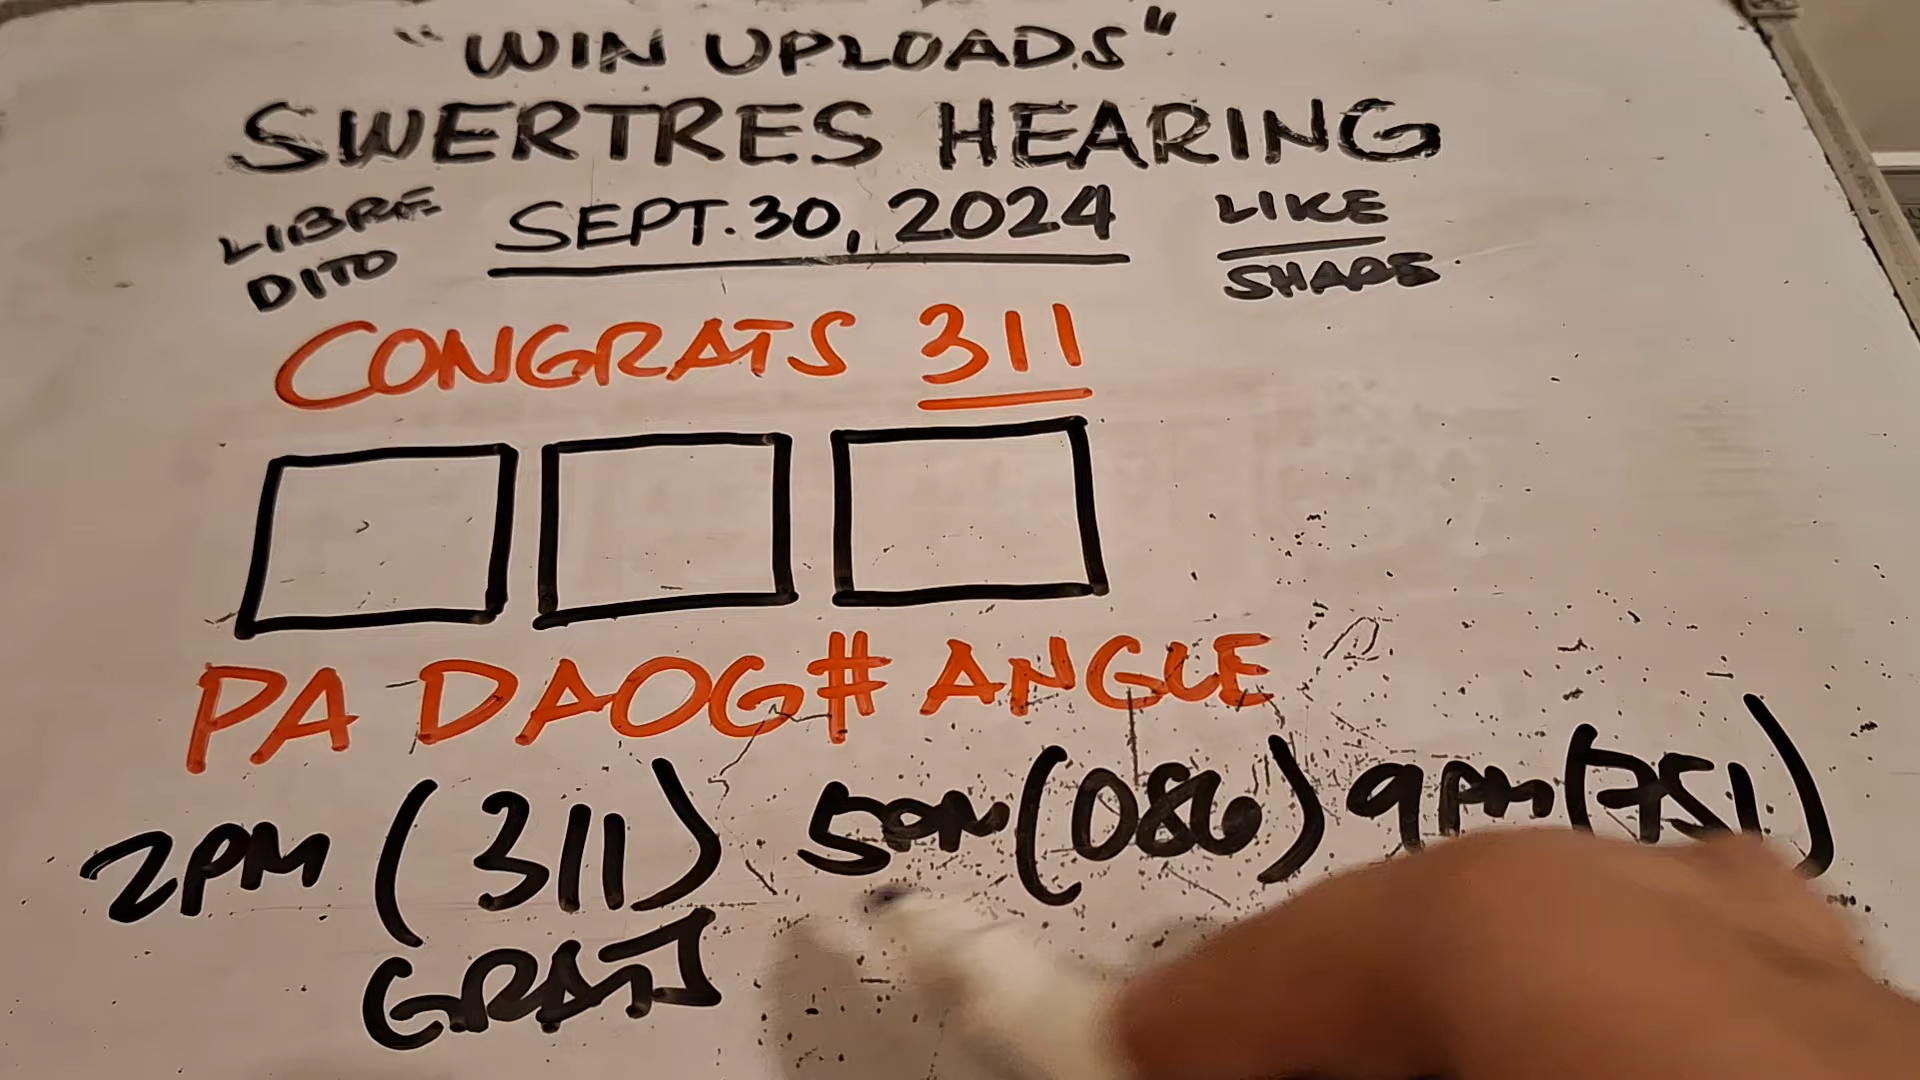 "WIN UPLOADS"
SWERTRES HEARING
LIBRE DITO
SEPT. 30, 2024
LIKE
SHARE
CONGRATS 311
PA DAOG # ANGLE
2PM (311) 5PM (086) 9PM (751)
GRATS